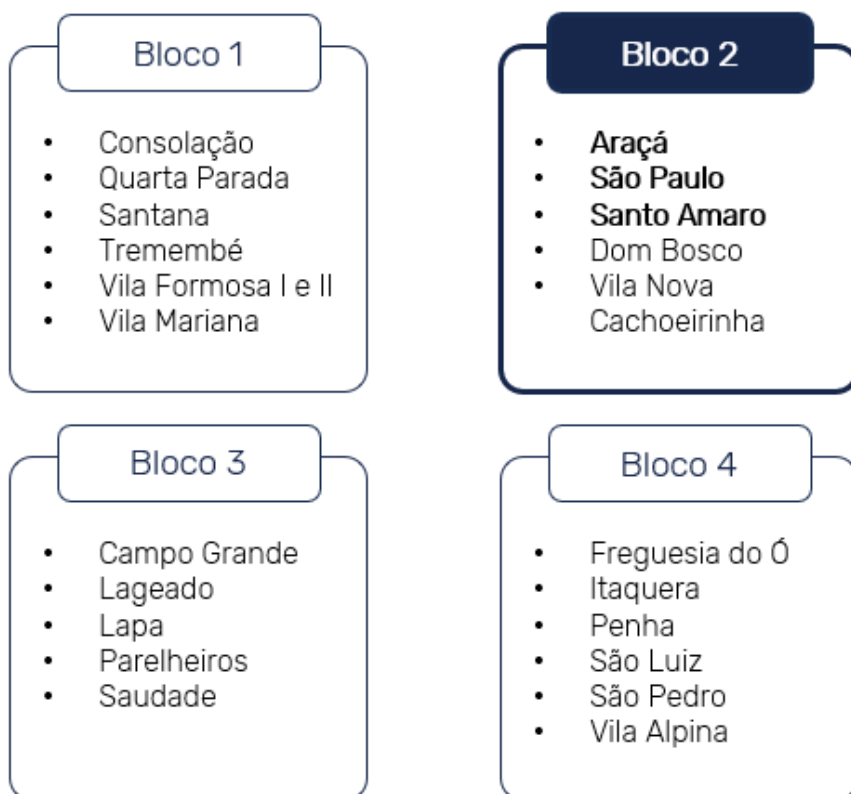 Bloco 1
• Consolação
• Quarta Parada
• Santana
• Tremembé
• Vila Formosa I e II
• Vila Mariana
Bloco 2
• Araçá
• São Paulo
• Santo Amaro
• Dom Bosco
• Vila Nova
Cachoeirinha
Bloco 3
• Campo Grande
• Lageado
• Lapa
• Parelheiros
• Saudade
Bloco 4
• Freguesia do Ó
• Itaquera
• Penha
• São Luiz
• São Pedro
• Vila Alpina